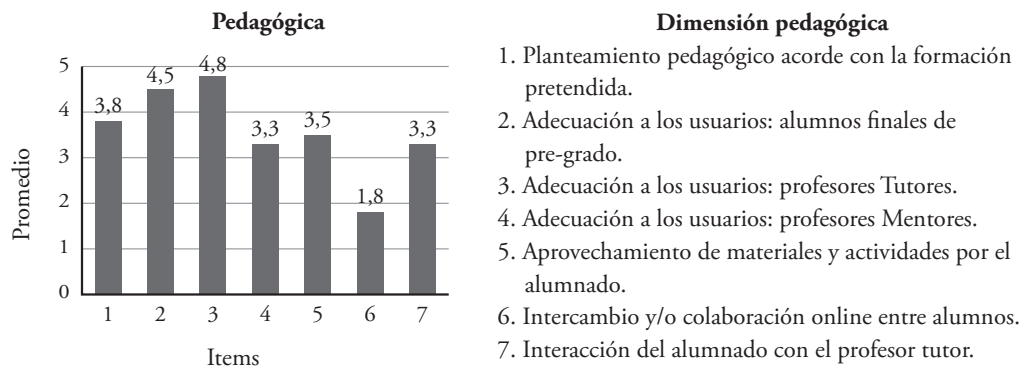 Pedagógica
5
4
3
2
1
0
3,8
4,5
4,8
3,3
3,5
1,8
3,3
1 2 3 4 5 6 7
Promedio
Items
Dimensión pedagógica
1. Planteamiento pedagógico acorde con la formación
pretendida.
2. Adecuación a los usuarios: alumnos finales de
pre-grado.
3. Adecuación a los usuarios: profesores Tutores.
4. Adecuación a los usuarios: profesores Mentores.
5. Aprovechamiento de materiales y actividades por el
alumnado.
6. Intercambio y/o colaboración online entre alumnos.
7. Interacción del alumnado con el profesor tutor.